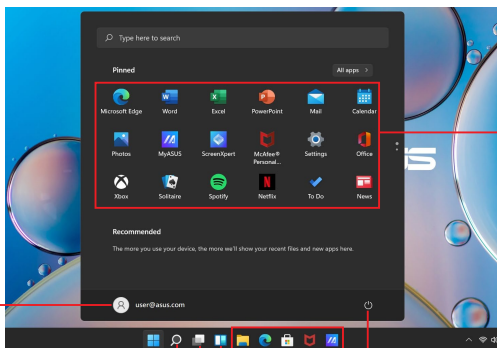 Type here to search
Pinned
All apps >
Microsoft Edge
Word
Excel
PowerPoint
Mail
Calendar
Photos
MyASUS
ScreenXpert
McAfee®
Personal...
Settings
Office
Xbox
Solitaire
Spotify
Netflix
To Do
News
Recommended
The more you use your device, the more we'll show your recent files and new apps here.
user@asus.com